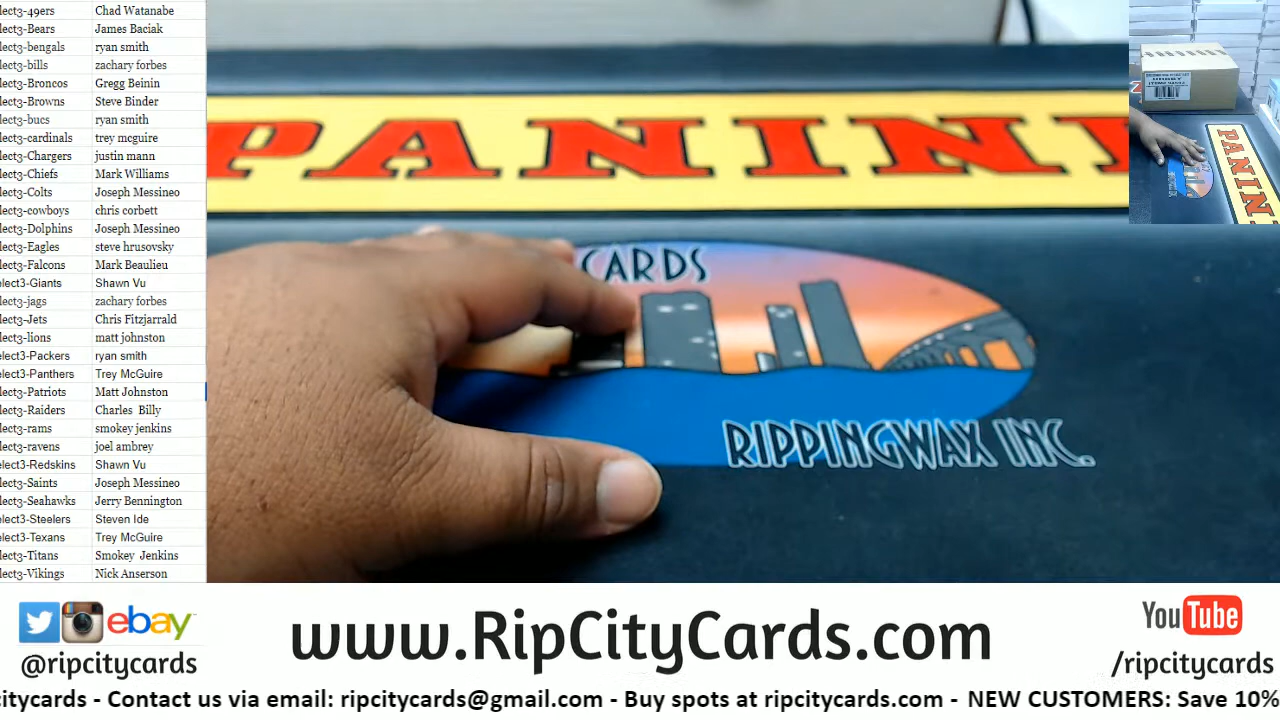 lect3-49ers Chad Watanabe
lect3-Bears James Baciak
lect3-bengals ryan smith
lect3-bills zachary forbes
lect3-Broncos Gregg Beinin
lect3-Browns Steve Binder
lect3-bucs ryan smith
lect3-cardinals trey mcguire
lect3-Chargers justin mann
lect3-Chiefs Mark Williams
lect3-Colts Joseph Messineo
lect3-cowboys chris corbett
lect3-Dolphins Joseph Messineo
lect3-Eagles steve hrusovsky
lect3-Falcons Mark Beaulieu
elect3-Giants Shawn Vu
lect3-jags zachary forbes
lect3-Jets Chris Fitzjarrald
lect3-lions matt johnston
elect3-Packers ryan smith
elect3-Panthers Trey McGuire
lect3-Patriots Matt Johnston
lect3-Raiders Charles Billy
lect3-rams smokey jenkins
lect3-ravens joel ambrey
elect3-Redskins Shawn Vu
lect3-Saints Joseph Messineo
lect3-Seahawks Jerry Bennington
elect3-Steelers Steven Ide
elect3-Texans Trey McGuire
lect3-Titans Smokey Jenkins
lect3-Vikings Nick Anserson
PANINI
CARDS
RIPPINGWAX INC.
PANINI
ebay
@ripcitycards
www.RipCityCards.com
YouTube
/ripcitycards
citycards - Contact us via email: ripcitycards@gmail.com - Buy spots at ripcitycards.com - NEW CUSTOMERS: Save 10%